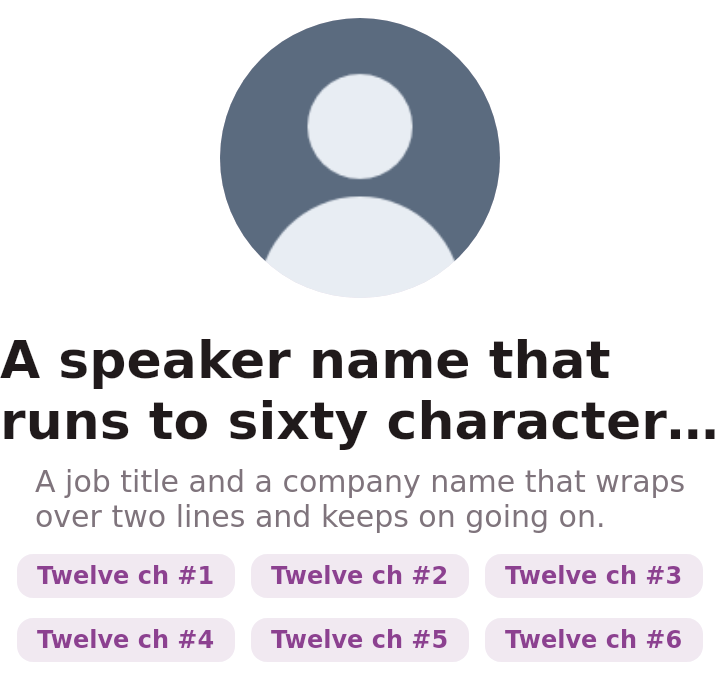 A speaker name that
runs to sixty character…
A job title and a company name that wraps
over two lines and keeps on going on.
Twelve ch #1 Twelve ch #2 Twelve ch #3
Twelve ch #4 Twelve ch #5 Twelve ch #6